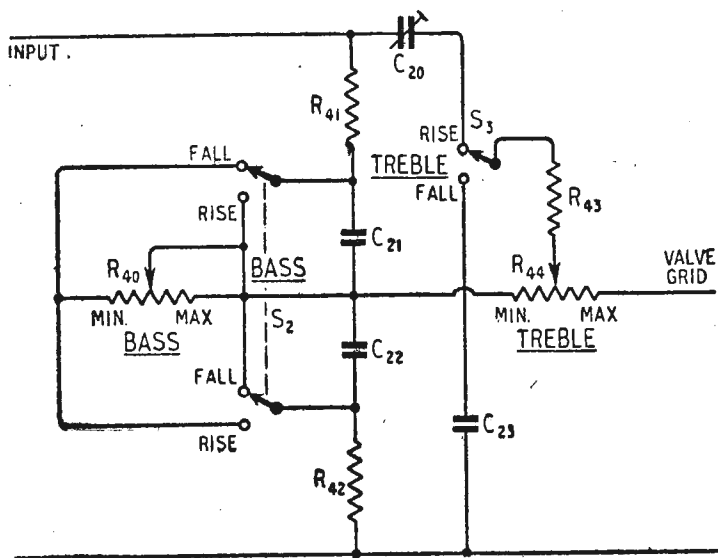 INPUT.
C20
R41
S3
RISE
FALL
TREBLE
FALL
R43
RISE
C21
R40
BASS
R44
VALVE
GRID
MIN.
MAX
S2
MIN.
MAX
BASS
TREBLE
C22
FALL
C23
RISE
R42